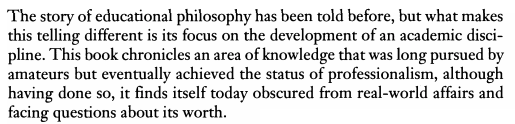 The story of educational philosophy has been told before, but what makes
this telling different is its focus on the development of an academic disci-
pline. This book chronicles an area of knowledge that was long pursued by
amateurs but eventually achieved the status of professionalism, although
having done so, it finds itself today obscured from real-world affairs and
facing questions about its worth.